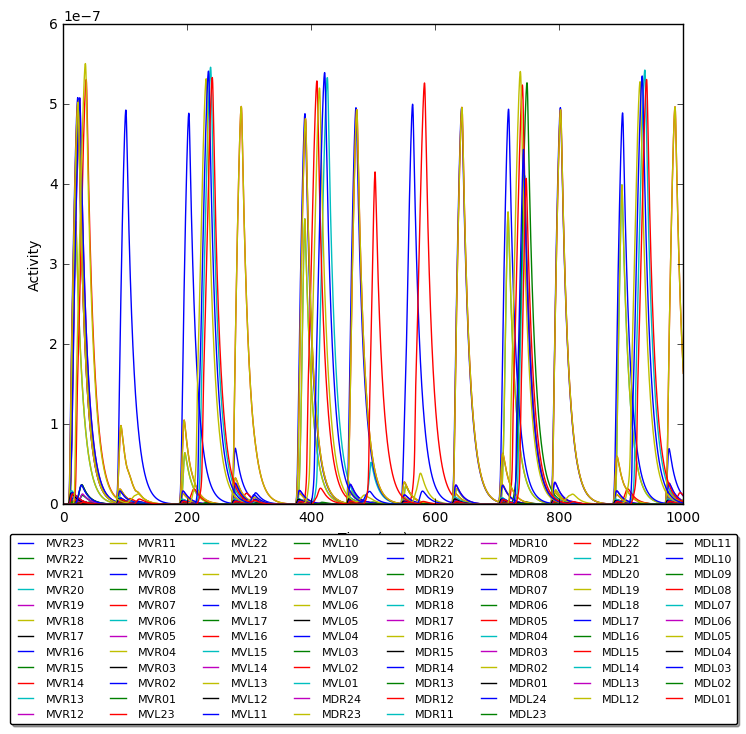 1e−7
6
5
4
3
2
1
0
Activity
0 200 400 600 800 1000
MVR23 MVR11 MVL22 MVL10 MDR22 MDR10 MDL22 MDL11
MVR22 MVR10 MVL21 MVL09 MDR21 MDR09 MDL21 MDL10
MVR21 MVR09 MVL20 MVL08 MDR20 MDR08 MDL20 MDL09
MVR20 MVR08 MVL19 MVL07 MDR19 MDR07 MDL19 MDL08
MVR19 MVR07 MVL18 MVL06 MDR18 MDR06 MDL18 MDL07
MVR18 MVR06 MVL17 MVL05 MDR17 MDR05 MDL17 MDL06
MVR17 MVR05 MVL16 MVL04 MDR16 MDR04 MDL16 MDL05
MVR16 MVR04 MVL15 MVL03 MDR15 MDR03 MDL15 MDL04
MVR15 MVR03 MVL14 MVL02 MDR14 MDR02 MDL14 MDL03
MVR14 MVR02 MVL13 MVL01 MDR13 MDR01 MDL13 MDL02
MVR13 MVR01 MVL12 MDR24 MDR12 MDL24 MDL12 MDL01
MVR12 MVL23 MVL11 MDR23 MDR11 MDL23